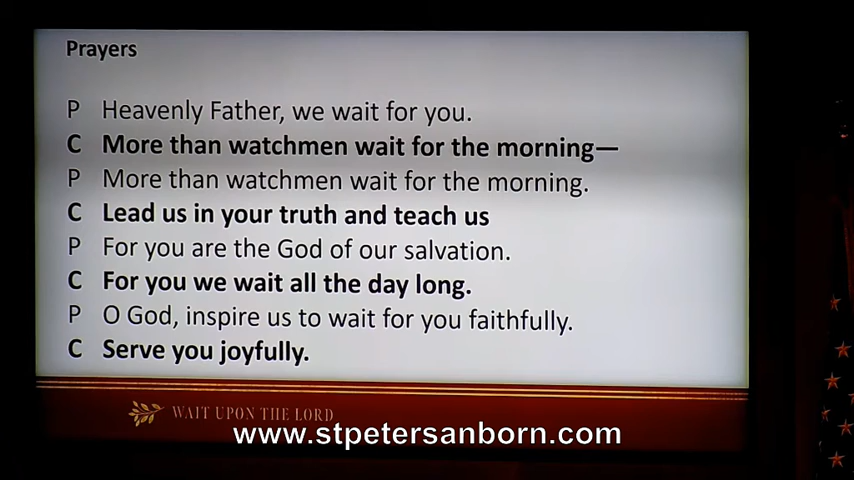 Prayers
P Heavenly Father, we wait for you.
C More than watchmen wait for the morning—
P More than watchmen wait for the morning.
C Lead us in your truth and teach us
P For you are the God of our salvation.
C For you we wait all the day long.
P O God, inspire us to wait for you faithfully.
C Serve you joyfully.
WAIT UPON THE LORD
www.stpetersanborn.com